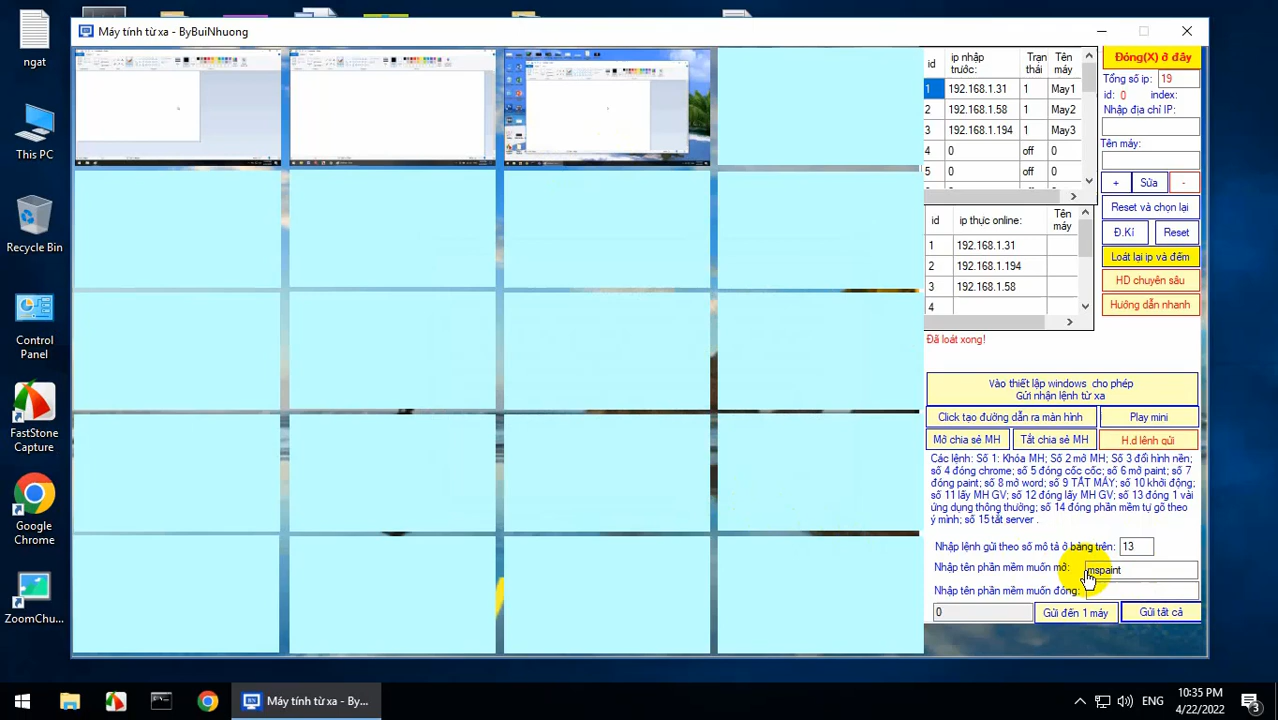 ngat
This PC
Recycle Bin
Control
Panel
FastStone
Capture
Google
Chrome
ZoomChu...
Máy tính từ xa - ByBuiNhuong
id
ip nhập
trước:
Trạn
thái
Tên
máy
1 192.168.1.31 1 May1
2 192.168.1.58 1 May2
3 192.168.1.194 1 May3
4 off 0
5 0 off 0
id
ip thực online:
Tên
máy
1 192.168.1.31
2 192.168.1.194
3 192.168.1.58
4
Đã loát xong!
Đóng(X) ở đây
Tổng số ip: 19
id: 0 index:
Nhập địa chỉ IP:
Tên máy:
+ Sửa -
Reset và chọn lại
Đ.Kí Reset
Loát lại ip và đếm
HD chuyên sâu
Hướng dẫn nhanh
Vào thiết lập windows cho phép
Gửi nhận lệnh từ xa
Click tạo đường dẫn ra màn hình Play mini
Mở chia sẻ MH Tắt chia sẻ MH H.d lệnh gửi
Các lệnh: Số 1: Khóa MH; Số 2 mở MH; Số 3 đổi hình nền;
số 4 đóng chrome; số 5 đóng cốc cốc; số 6 mở paint; số 7
đóng paint; số 8 mở word; số 9 TẮT MÁY; số 10 khởi động;
số 11 lấy MH GV; số 12 đóng lấy MH GV; số 13 đóng 1 vài
ứng dụng thông thường; số 14 đóng phần mềm tự gõ theo
ý mình; số 15 tắt server .
Nhập lệnh gửi theo số mô tả ở bảng trên: 13
Nhập tên phần mềm muốn mở: mspaint
Nhập tên phần mềm muốn đóng:
0 Gửi đến 1 máy Gửi tất cả
Máy tính từ xa - By...
ENG
10:35 PM
4/22/2022
3